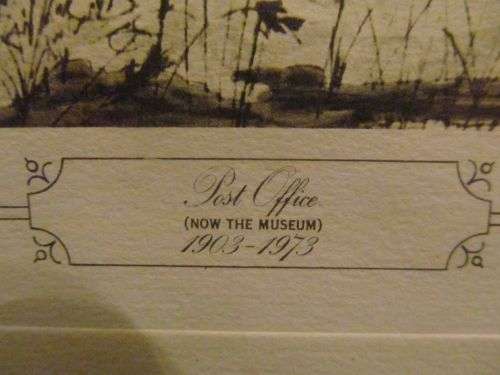 Post Office
(NOW THE MUSEUM)
1903-1973